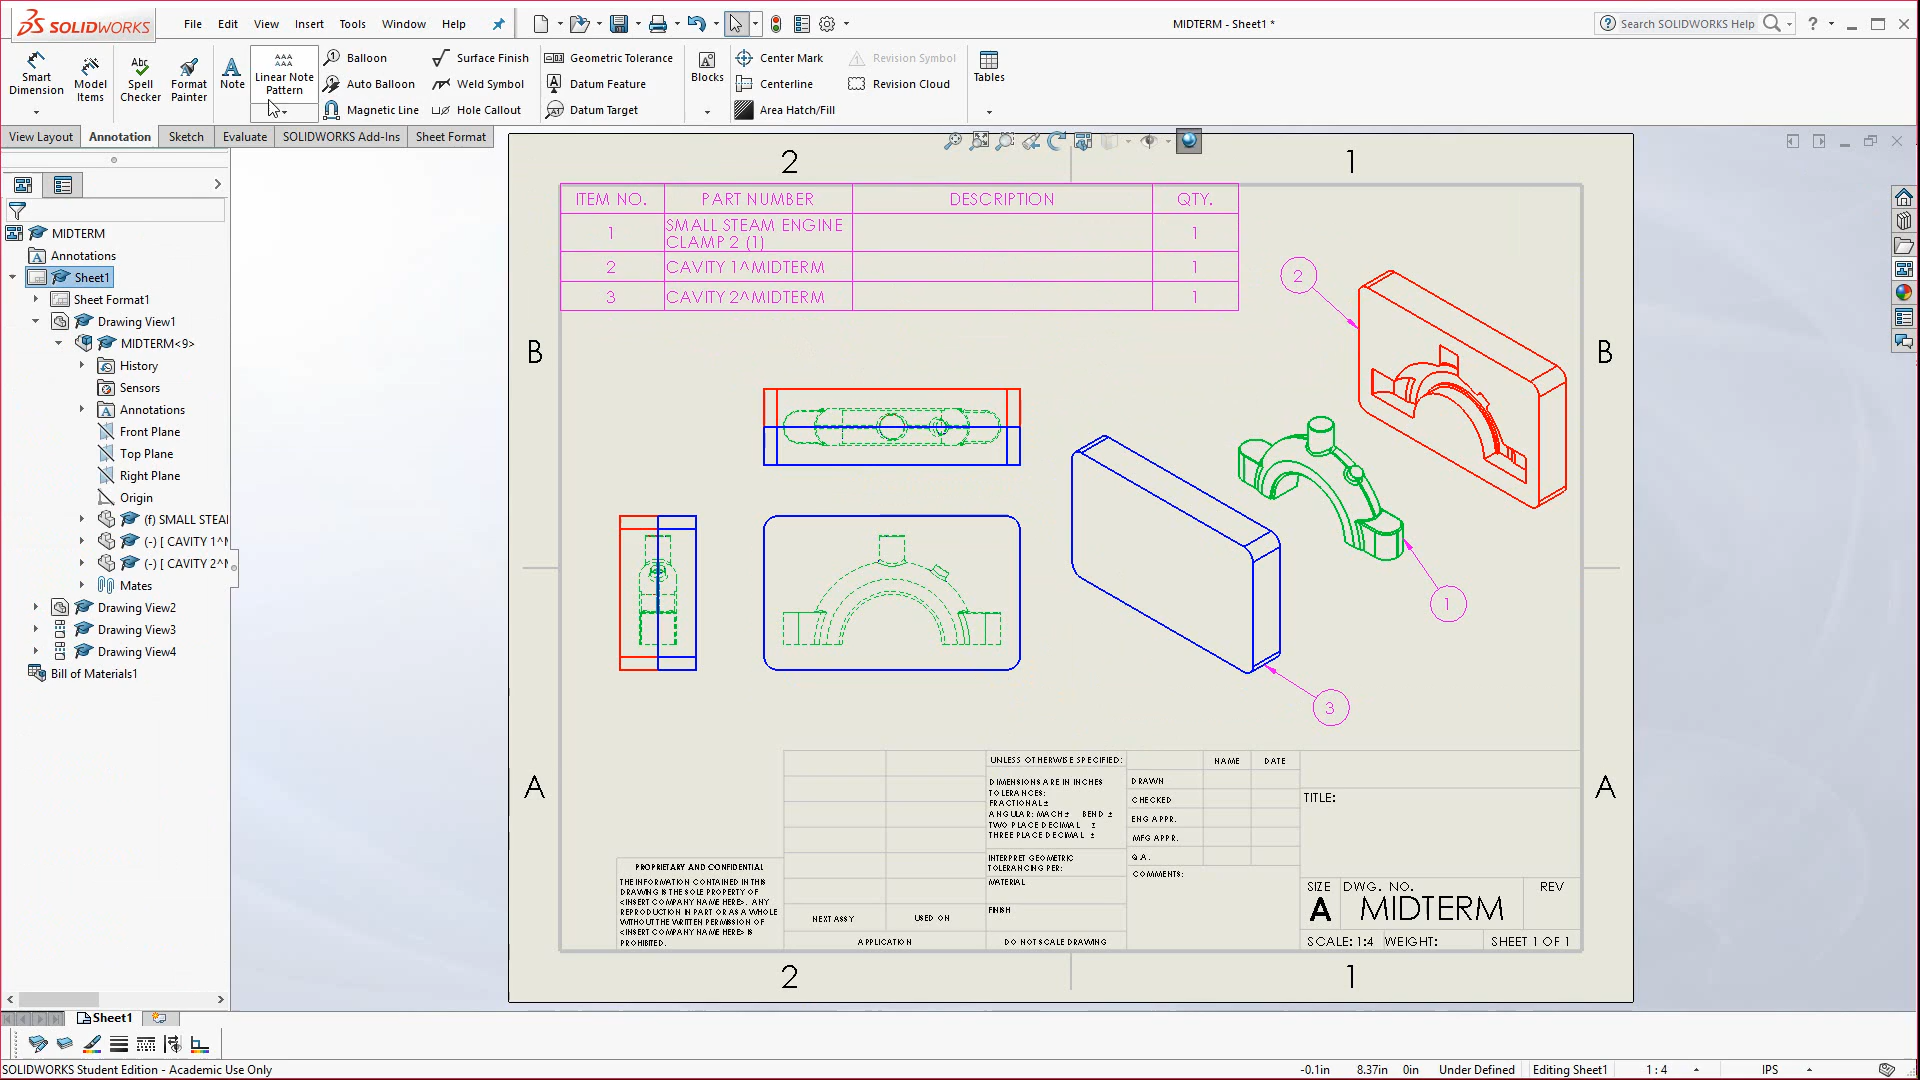 SOLIDWORKS
File Edit View Insert Tools Window Help
MIDTERM - Sheet1 *
Search SOLIDWORKS Help
Smart Dimension
Model Items
Spell Checker
Format Painter
Note
Linear Note Pattern
Balloon
Auto Balloon
Magnetic Line
Surface Finish
Weld Symbol
Hole Callout
Geometric Tolerance
Datum Feature
Datum Target
Blocks
Center Mark
Centerline
Area Hatch/Fill
Revision Symbol
Revision Cloud
Tables
View Layout Annotation Sketch Evaluate SOLIDWORKS Add-Ins Sheet Format
MIDTERM
Annotations
Sheet1
Sheet Format1
Drawing View1
MIDTERM<9>
History
Sensors
Annotations
Front Plane
Top Plane
Right Plane
Origin
(f) SMALL STEAI
(-) [ CAVITY 1^M
(-) [ CAVITY 2^M
Mates
Drawing View2
Drawing View3
Drawing View4
Bill of Materials1
2 1
ITEM NO. PART NUMBER DESCRIPTION QTY.
1 SMALL STEAM ENGINE CLAMP 2 (1) 1
2 CAVITY 1^MIDTERM 1
3 CAVITY 2^MIDTERM 1
2
B B
1
3
A A
UNLESS OTHERWISE SPECIFIED:
DIMENSIONS ARE IN INCHES
TOLERANCES:
FRACTIONAL±
ANGULAR: MACH± BEND ±
TWO PLACE DECIMAL ±
THREE PLACE DECIMAL ±
INTERPRET GEOMETRIC
TOLERANCING PER:
MATERIAL
FINISH
DO NOT SCALE DRAWING
NAME DATE
DRAWN
CHECKED
ENG APPR.
MFG APPR.
Q.A.
COMMENTS:
TITLE:
SIZE DWG. NO. REV
A MIDTERM
SCALE: 1:4 WEIGHT: SHEET 1 OF 1
PROPRIETARY AND CONFIDENTIAL
THE INFORMATION CONTAINED IN THIS
DRAWING IS THE SOLE PROPERTY OF
<INSERT COMPANY NAME HERE>. ANY
REPRODUCTION IN PART OR AS A WHOLE
WITHOUT THE WRITTEN PERMISSION OF
<INSERT COMPANY NAME HERE> IS
PROHIBITED.
NEXT ASSY USED ON
APPLICATION
2 1
Sheet1
SOLIDWORKS Student Edition - Academic Use Only
-0.1in 8.37in 0in Under Defined Editing Sheet1 1 : 4 IPS